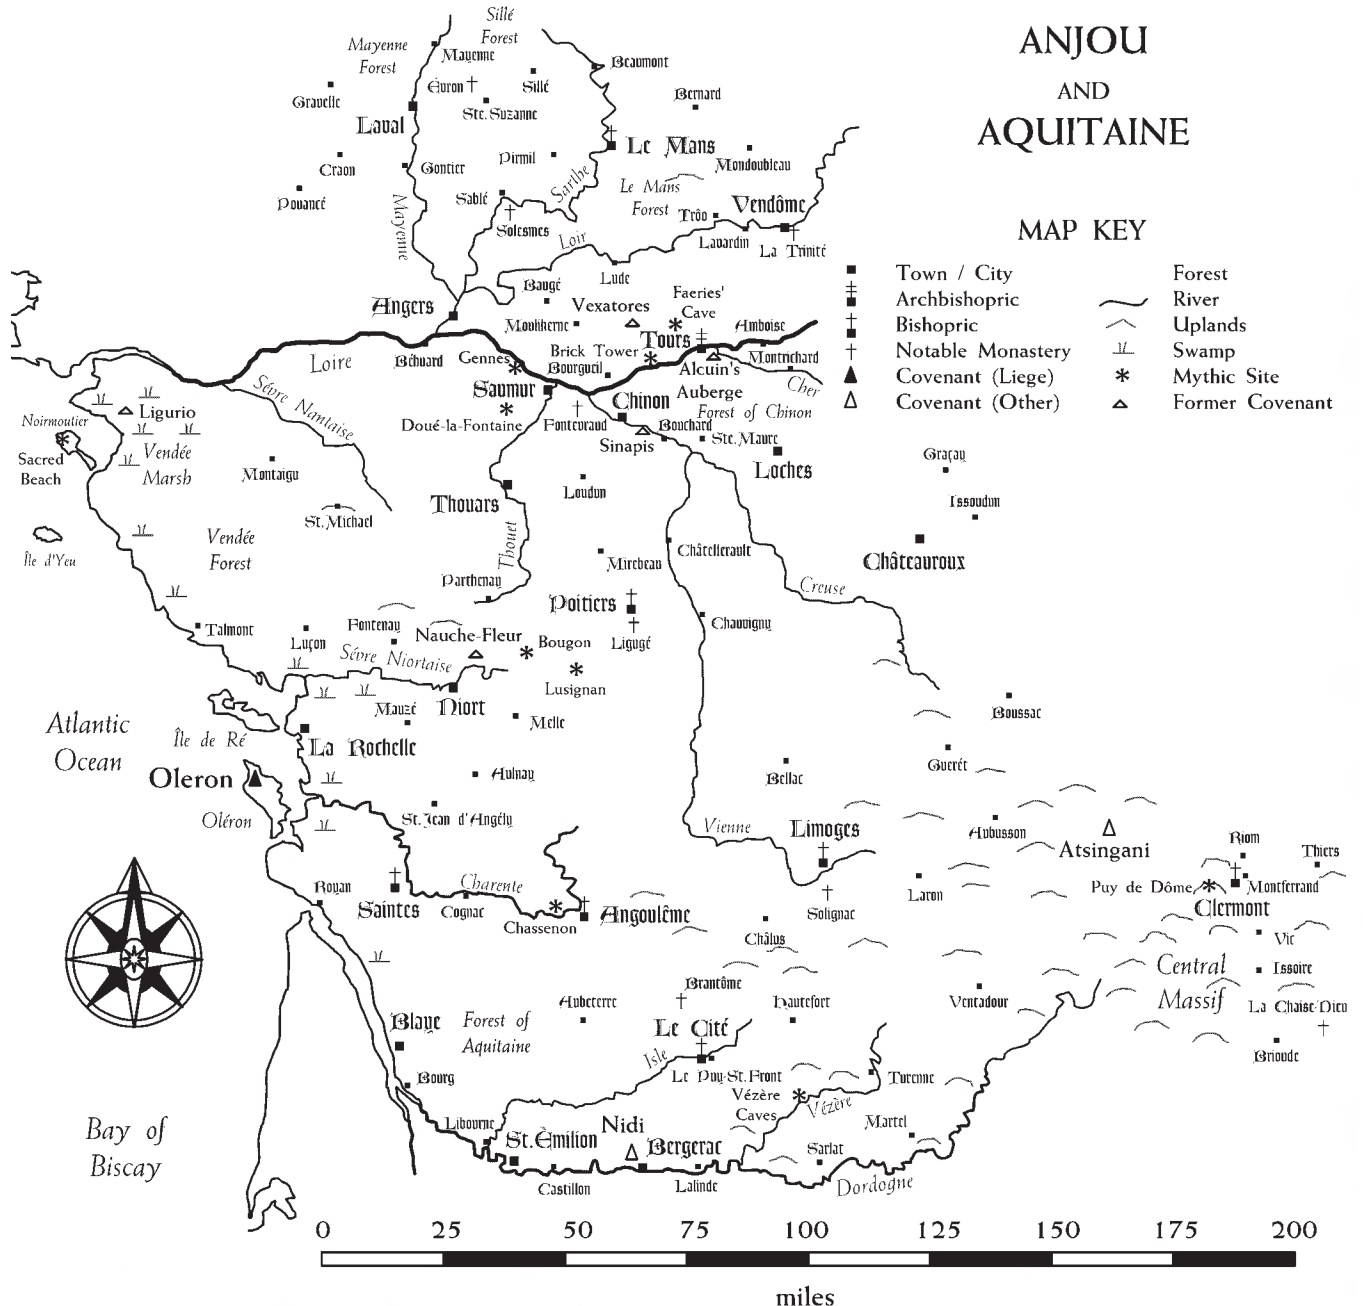 ANJOU
AND
AQUITAINE
MAP KEY
Town / City
Archbishopric
Bishopric
Notable Monastery
Covenant (Liege)
Covenant (Other)
Forest
River
Uplands
Swamp
Mythic Site
Former Covenant
Sillé
Forest
Mayenne
Forest
Mayenne
Beaumont
Gravelle
Évron
Sillé
Bernard
Ste. Suzanne
Laval
Le Mans
Craon
Gontier
Pirmil
Mondoubleau
Sarthe
Le Mans
Forest
Pouancé
Sablé
Vendôme
Mayenne
Solesmes
Trôo
Lavardin
La Trinité
Loir
Lude
Baugé
Angers
Vexatores
Faeries'
Cave
Mouliherne
Tours
Amboise
Loire
Béhuard
Gennes
Brick Tower
Bourgueil
Montrichard
Alcuin's
Auberge
Cher
Sèvre Nantaise
Saumur
Chinon
Forest of Chinon
Noirmoutier
Ligurio
Doué-la-Fontaine
Fontevraud
Bouchard
Ste. Maure
Sinapis
Sacred
Beach
Vendée
Marsh
Montaigu
Loches
Graçay
Thouars
Loudun
Issoudun
St. Michael
Île d'Yeu
Vendée
Forest
Thouet
Mirebeau
Châtellerault
Châteauroux
Parthenay
Creuse
Poitiers
Talmont
Luçon
Fontenay
Nauche-Fleur
Bougon
Ligugé
Chauvigny
Sèvre Niortaise
Lusignan
Mauzé
Niort
Melle
Boussac
Atlantic
Ocean
Île de Ré
La Rochelle
Oleron
Aulnay
Bellac
Guerét
Oléron
St. Jean d'Angély
Vienne
Limoges
Aubusson
Atsingani
Riom
Thiers
Royan
Saintes
Charente
Cognac
Chassenon
Angoulême
Solignac
Laron
Puy de Dôme
Montferrand
Clermont
Châlus
Vic
Central
Massif
Issoire
Brantôme
Aubeterre
Hautefort
Ventadour
La Chaise-Dieu
Blaye
Forest of
Aquitaine
Le Cité
Isle
Brioude
Bourg
Le Puy-St. Front
Turenne
Vézère
Caves
Vézère
Bay of
Biscay
Libourne
St. Èmilion
Nidi
Bergerac
Martel
Sarlat
Castillon
Lalinde
Dordogne
0 25 50 75 100 125 150 175 200
miles